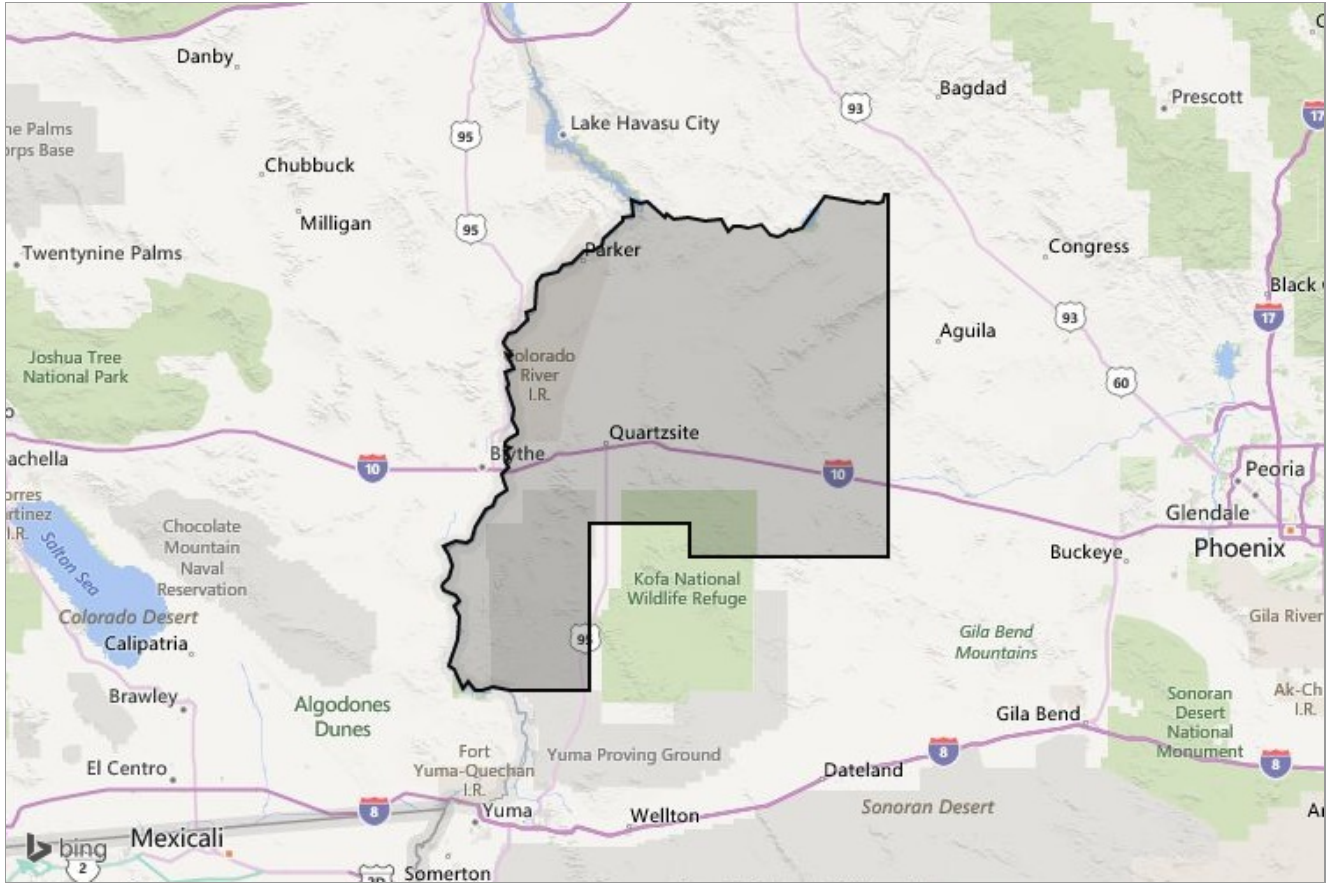 Danby
Bagdad
Prescott
95
93
17
Lake Havasu City
Chubbuck
95
Milligan
Twentynine Palms
Parker
Congress
Black
93
17
Joshua Tree
National Park
River
I.R.
Aguila
60
Quartzsite
10
10
Peoria
Glendale
Phoenix
Buckeye
Chocolate
Mountain
Naval
Reservation
Salton Sea
Colorado Desert
Calipatria
Kofa National
Wildlife Refuge
95
Gila Bend
Mountains
Gila River
Brawley
Algodones
Dunes
Gila Bend
Sonoran
Desert
National
Monument
I.R.
Fort
Yuma-Quechan
I.R.
Yuma Proving Ground
8
8
El Centro
Dateland
Sonoran Desert
8
Yuma
Wellton
Mexicali
bing
2
Somerton